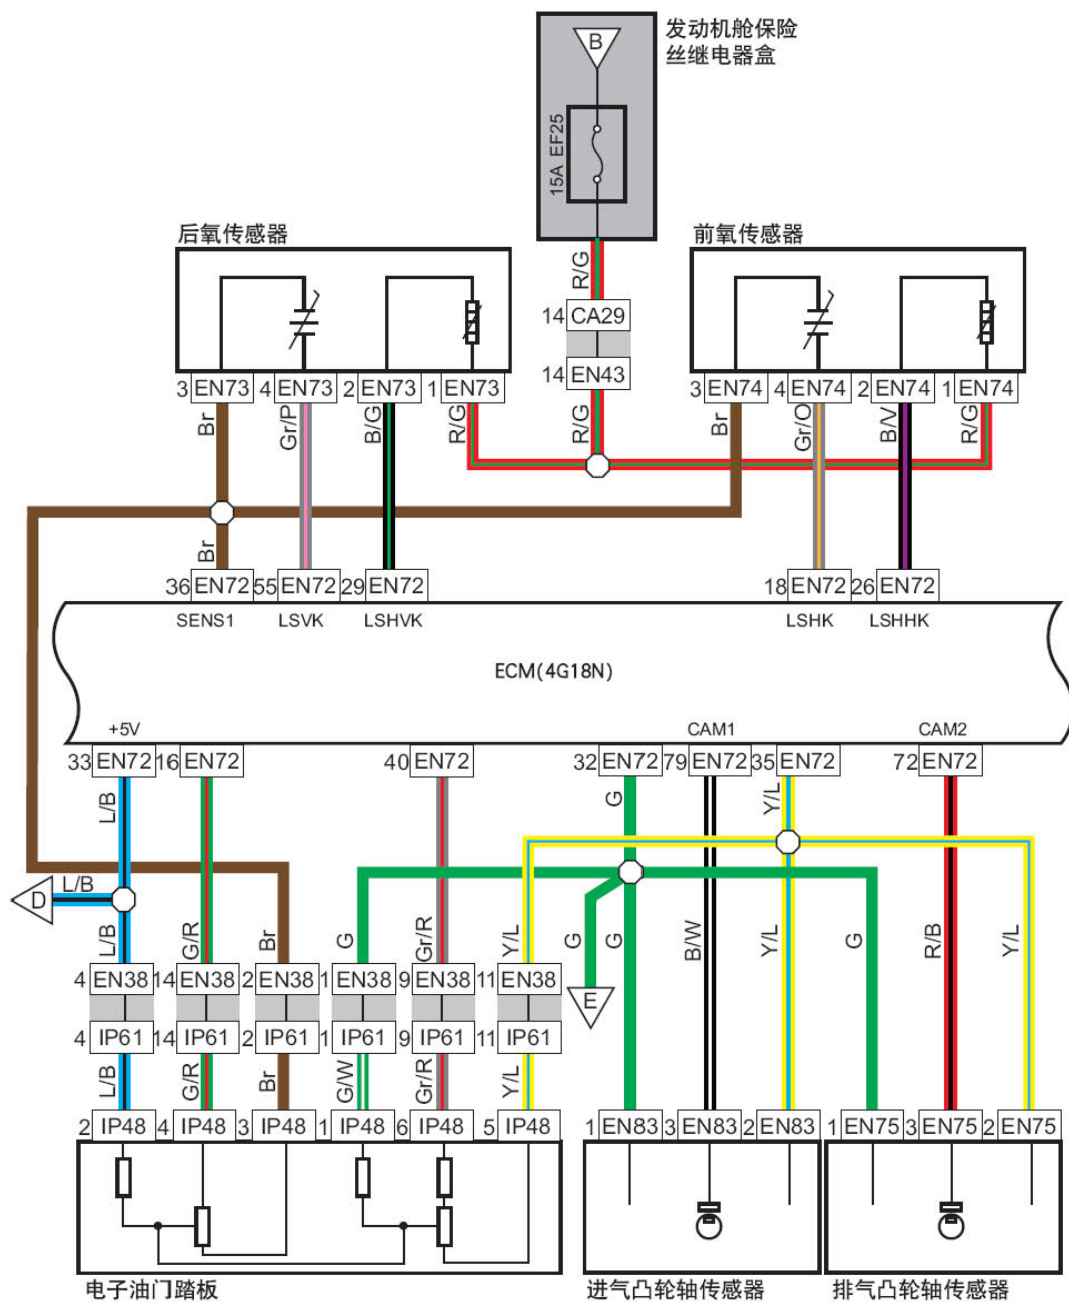 发动机舱保险
丝继电器盒
B
15A EF25
后氧传感器
前氧传感器
R/G
14 CA29
14 EN43
3 EN73 4 EN73 2 EN73 1 EN73
3 EN74 4 EN74 2 EN74 1 EN74
Br Gr/P B/G R/G R/G Br Gr/O B/V R/G
Br
36 EN72 55 EN72 29 EN72 18 EN72 26 EN72
SENS1 LSVK LSHVK LSHK LSHHK
ECM(4G18N)
+5V CAM1 CAM2
33 EN72 16 EN72 40 EN72 32 EN72 79 EN72 35 EN72 72 EN72
L/B G Y/L
D L/B
L/B G/R Br G Gr/R Y/L G G B/W Y/L G R/B Y/L
4 EN38 14 EN38 2 EN38 1 EN38 9 EN38 11 EN38
E
4 IP61 14 IP61 2 IP61 1 IP61 9 IP61 11 IP61
L/B G/R Br G/W Gr/R Y/L
2 IP48 4 IP48 3 IP48 1 IP48 6 IP48 5 IP48 1 EN83 3 EN83 2 EN83 1 EN75 3 EN75 2 EN75
电子油门踏板
进气凸轮轴传感器
排气凸轮轴传感器